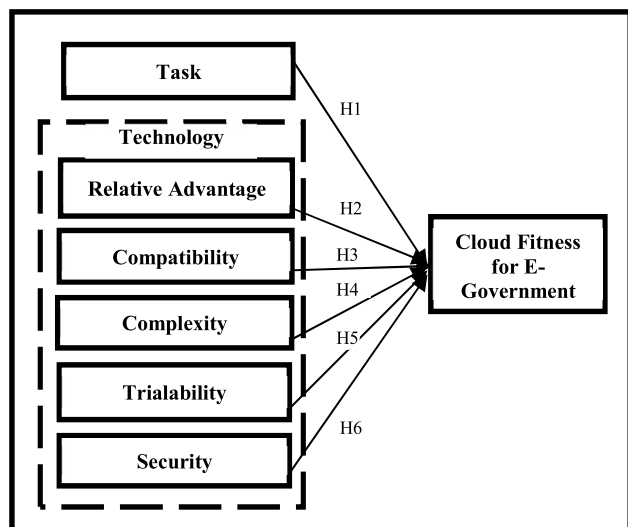 Task
H1
Technology
Relative Advantage
H2
Compatibility
H3
Cloud Fitness
for E-
Government
H4
Complexity
H5
Trialability
H6
Security